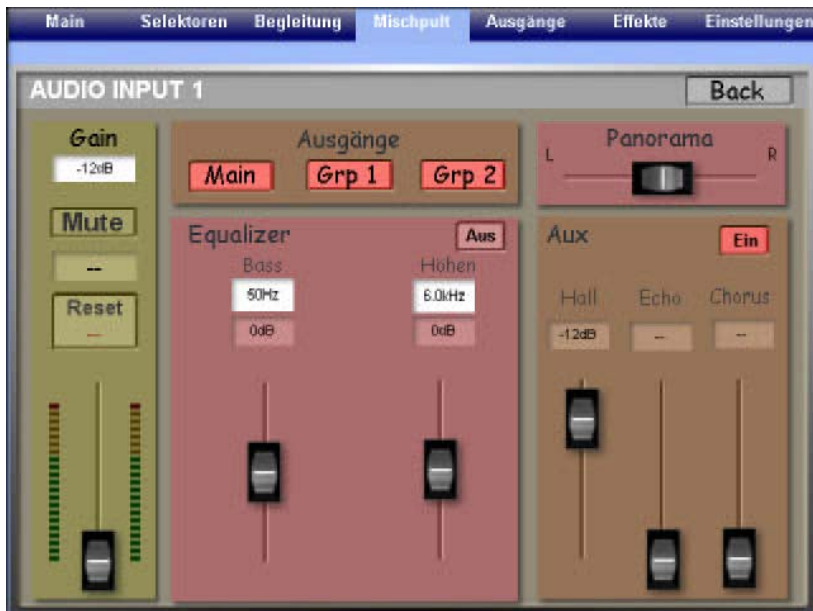 Main Selektoren Begleitung Mischpult Ausgänge Effekte Einstellungen
AUDIO INPUT 1
Back
Gain
-12dB
Mute
--
Reset
--
Ausgänge
Main Grp 1 Grp 2
Panorama
L R
Equalizer
Aus
Bass Höhen
50Hz 6.0kHz
0dB 0dB
Aux
Ein
Hall Echo Chorus
-12dB -- --